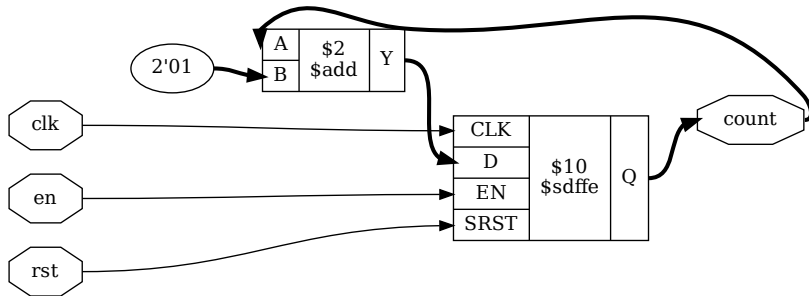 2'01
A
B
$2
$add
Y
clk
en
rst
CLK
D
EN
SRST
$10
$sdffe
Q
count